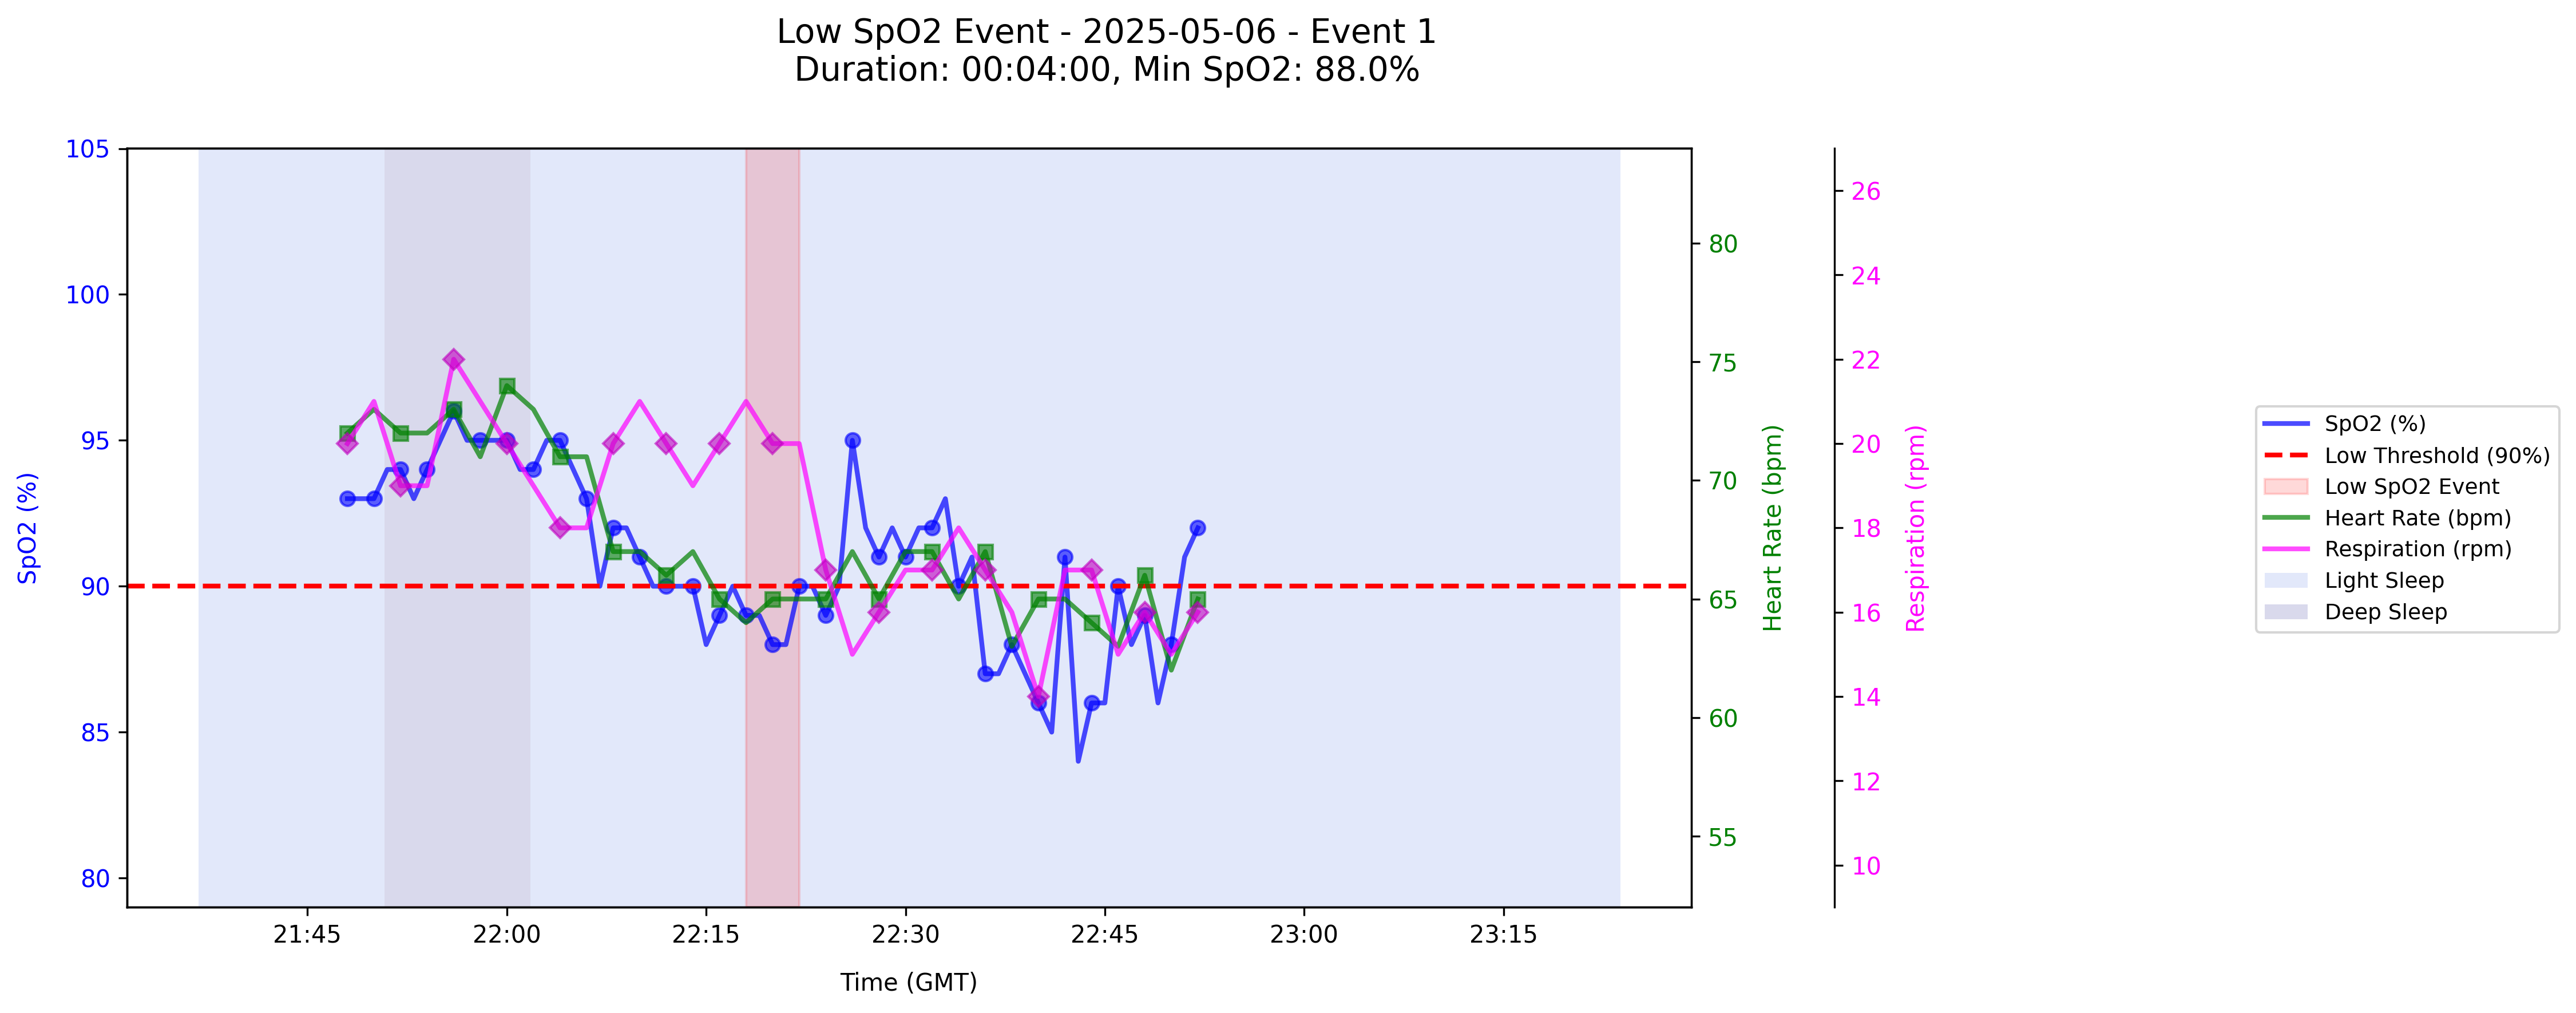 Low SpO2 Event - 2025-05-06 - Event 1
Duration: 00:04:00, Min SpO2: 88.0%
105
100
95
90
85
80
SpO2 (%)
21:45
22:00
22:15
22:30
22:45
23:00
23:15
Time (GMT)
80
75
70
65
60
55
Heart Rate (bpm)
26
24
22
20
18
16
14
12
10
Respiration (rpm)
SpO2 (%)
Low Threshold (90%)
Low SpO2 Event
Heart Rate (bpm)
Respiration (rpm)
Light Sleep
Deep Sleep